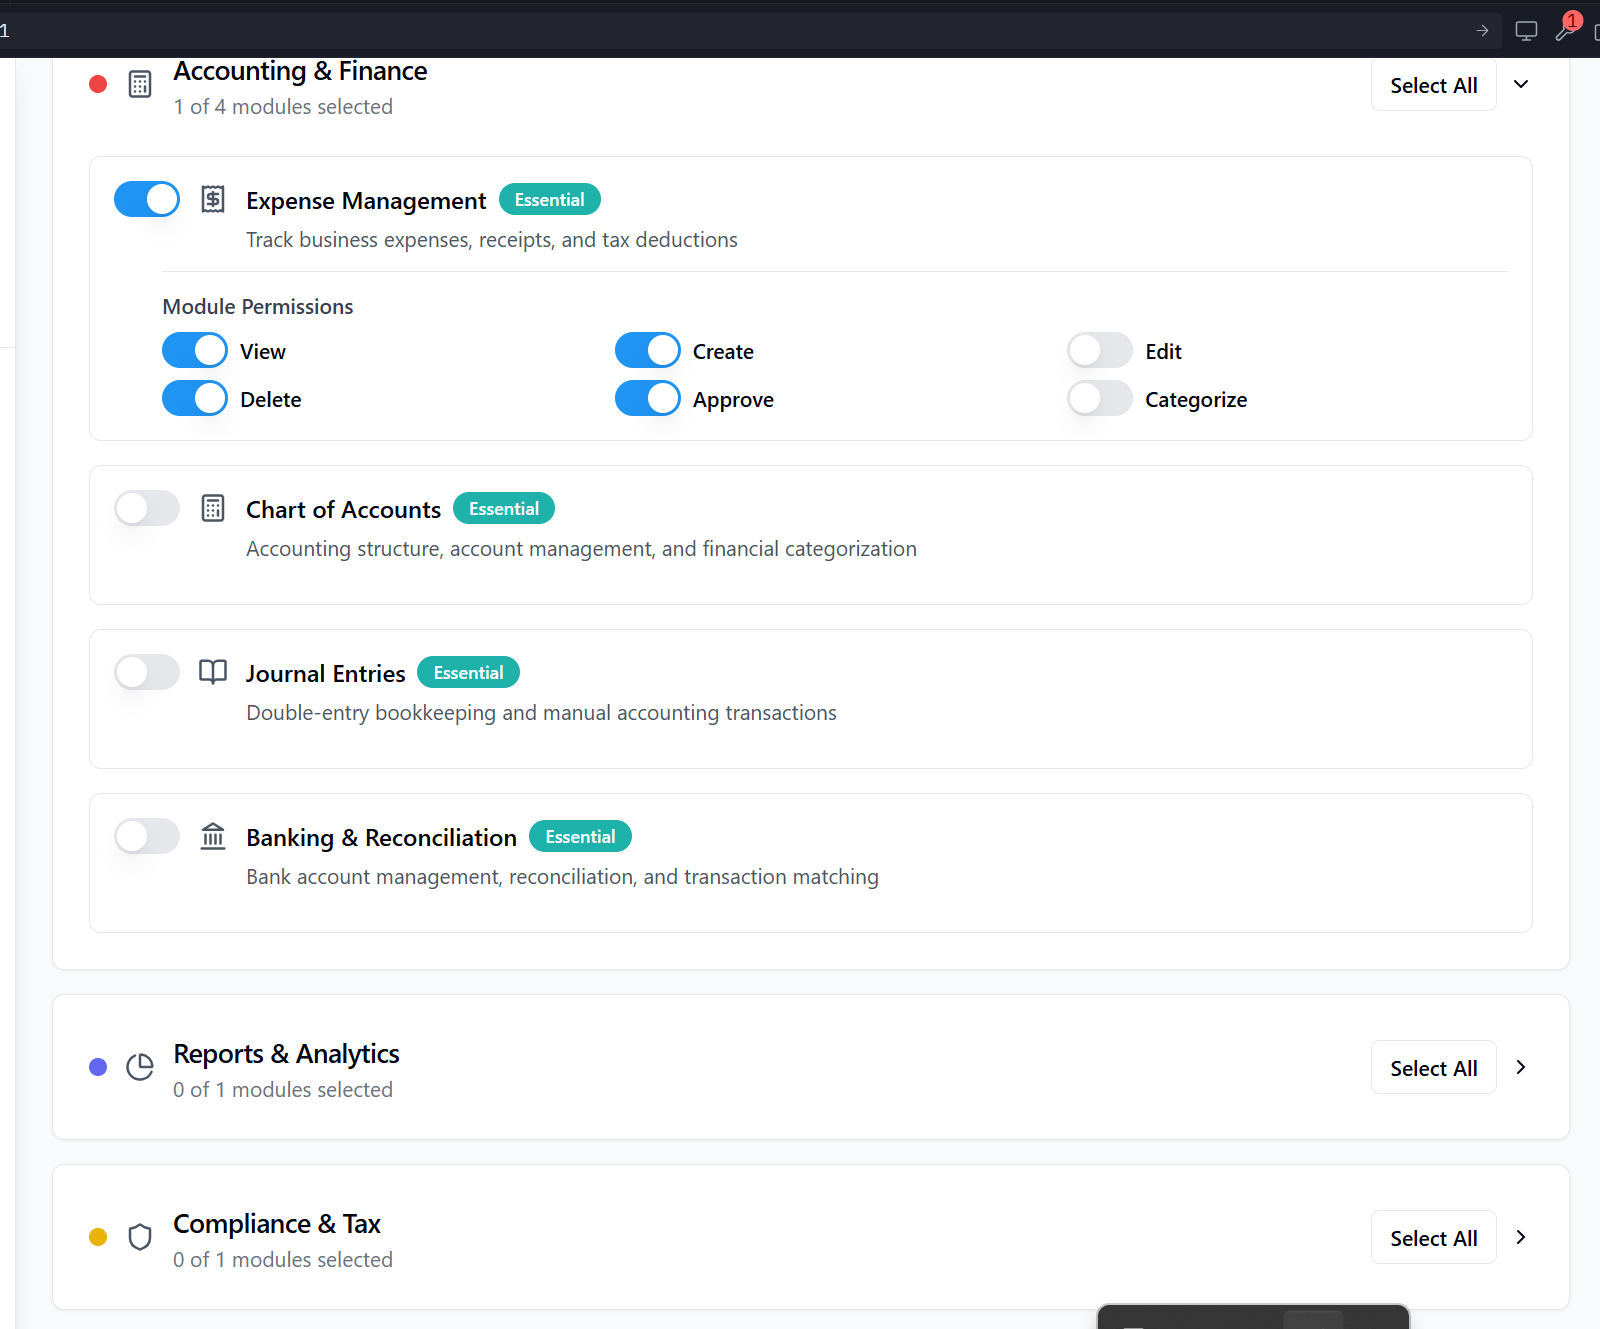 1
1
Accounting & Finance
1 of 4 modules selected
Select All
Expense Management
Essential
Track business expenses, receipts, and tax deductions
Module Permissions
View
Create
Edit
Delete
Approve
Categorize
Chart of Accounts
Essential
Accounting structure, account management, and financial categorization
Journal Entries
Essential
Double-entry bookkeeping and manual accounting transactions
Banking & Reconciliation
Essential
Bank account management, reconciliation, and transaction matching
Reports & Analytics
0 of 1 modules selected
Select All
Compliance & Tax
0 of 1 modules selected
Select All